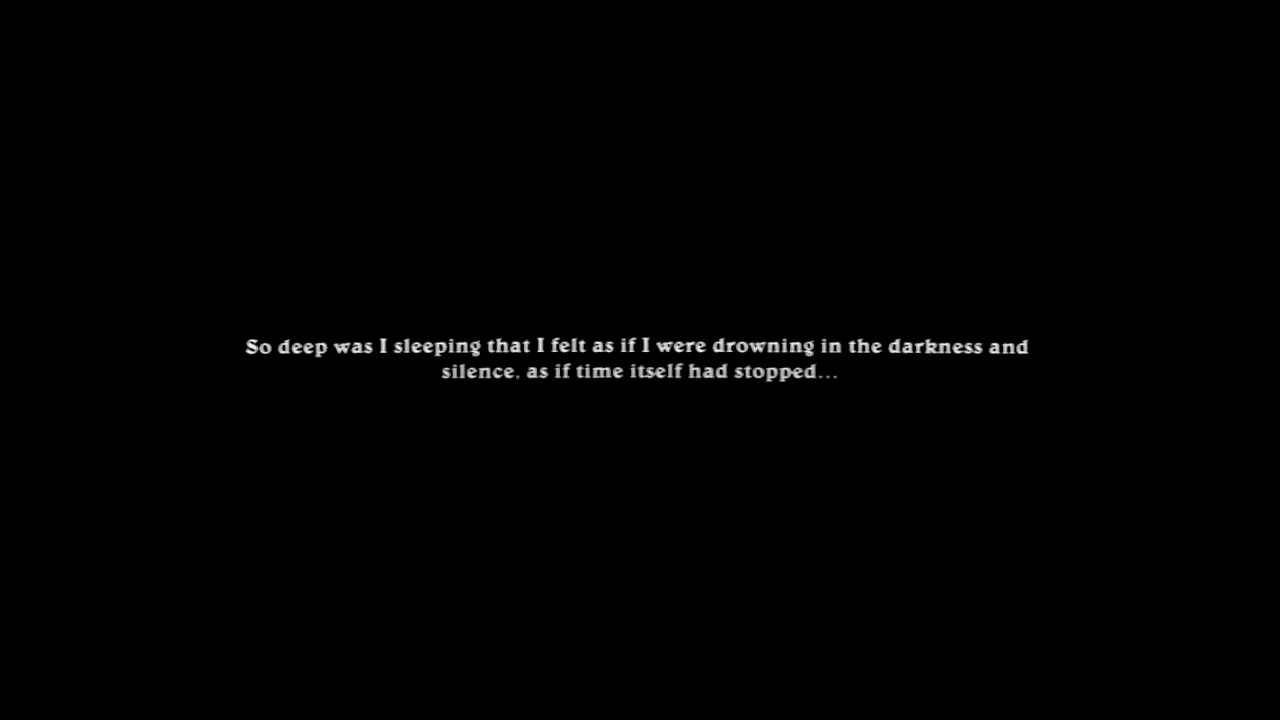 So deep was I sleeping that I felt as if I were drowning in the darkness and
silence, as if time itself had stopped...